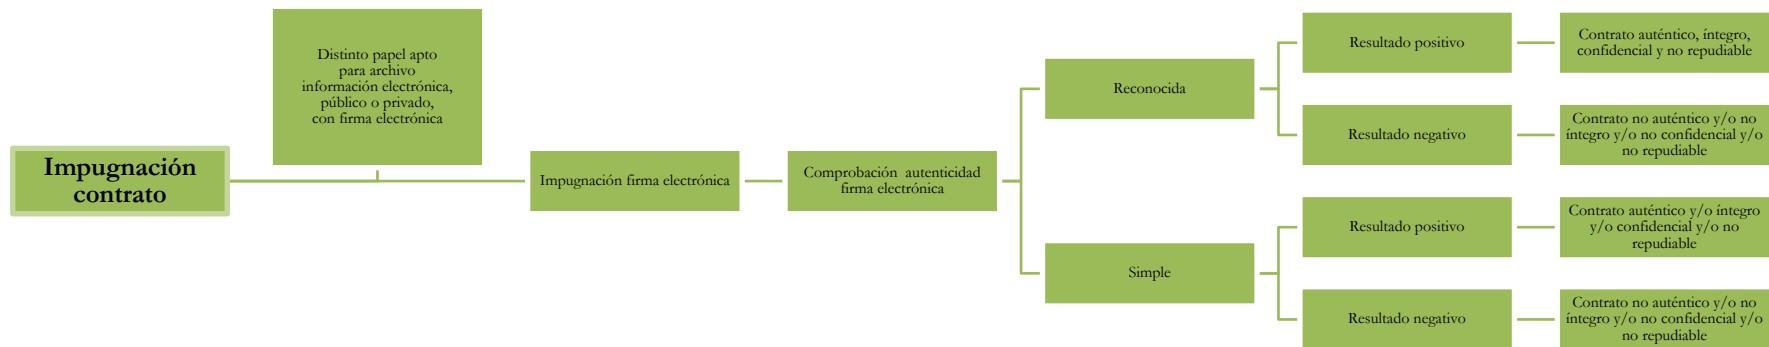 Impugnación
contrato
Distinto papel apto
para archivo
información electrónica,
público o privado,
con firma electrónica
Impugnación firma electrónica
Comprobación autenticidad
firma electrónica
Reconocida
Resultado positivo
Contrato auténtico, íntegro,
confidencial y no repudiable
Resultado negativo
Contrato no auténtico y/o no
íntegro y/o no confidencial y/o
no repudiable
Simple
Resultado positivo
Contrato auténtico y/o íntegro
y/o confidencial y/o no
repudiable
Resultado negativo
Contrato no auténtico y/o no
íntegro y/o no confidencial y/o
no repudiable